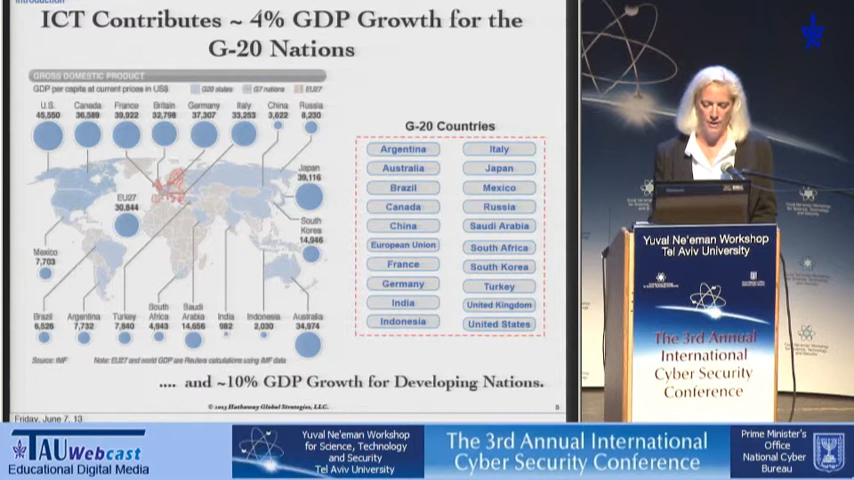 Introduction
ICT Contributes ~ 4% GDP Growth for the
G-20 Nations
GROSS DOMESTIC PRODUCT
GDP per capita at current prices in US$
G20 states
G7 nations
EU27
U.S.
45,550
Canada
36,589
France
39,922
Britain
32,798
Germany
37,307
Italy
33,253
China
3,622
Russia
8,230
Japan
39,116
EU27
30,844
South
Korea
14,946
Mexico
7,703
Brazil
6,526
Argentina
7,732
Turkey
7,840
South
Africa
4,943
Saudi
Arabia
14,656
India
982
Indonesia
2,030
Australia
34,974
Source: IMF
Note: EU27 and world GDP are Reuters calculations using IMF data
G-20 Countries
Argentina
Australia
Brazil
Canada
China
European Union
France
Germany
India
Indonesia
Italy
Japan
Mexico
Russia
Saudi Arabia
South Africa
South Korea
Turkey
United Kingdom
United States
.... and ~10% GDP Growth for Developing Nations.
© 2013 Hathaway Global Strategies, LLC.
Friday, June 7, 13
Yuval Ne'eman Workshop
Tel Aviv University
The 3rd Annual
International
Cyber Security
Conference
TAU Webcast
Educational Digital Media
Yuval Ne'eman Workshop
for Science, Technology
and Security
Tel Aviv University
The 3rd Annual International
Cyber Security Conference
Prime Minister's
Office
National Cyber
Bureau